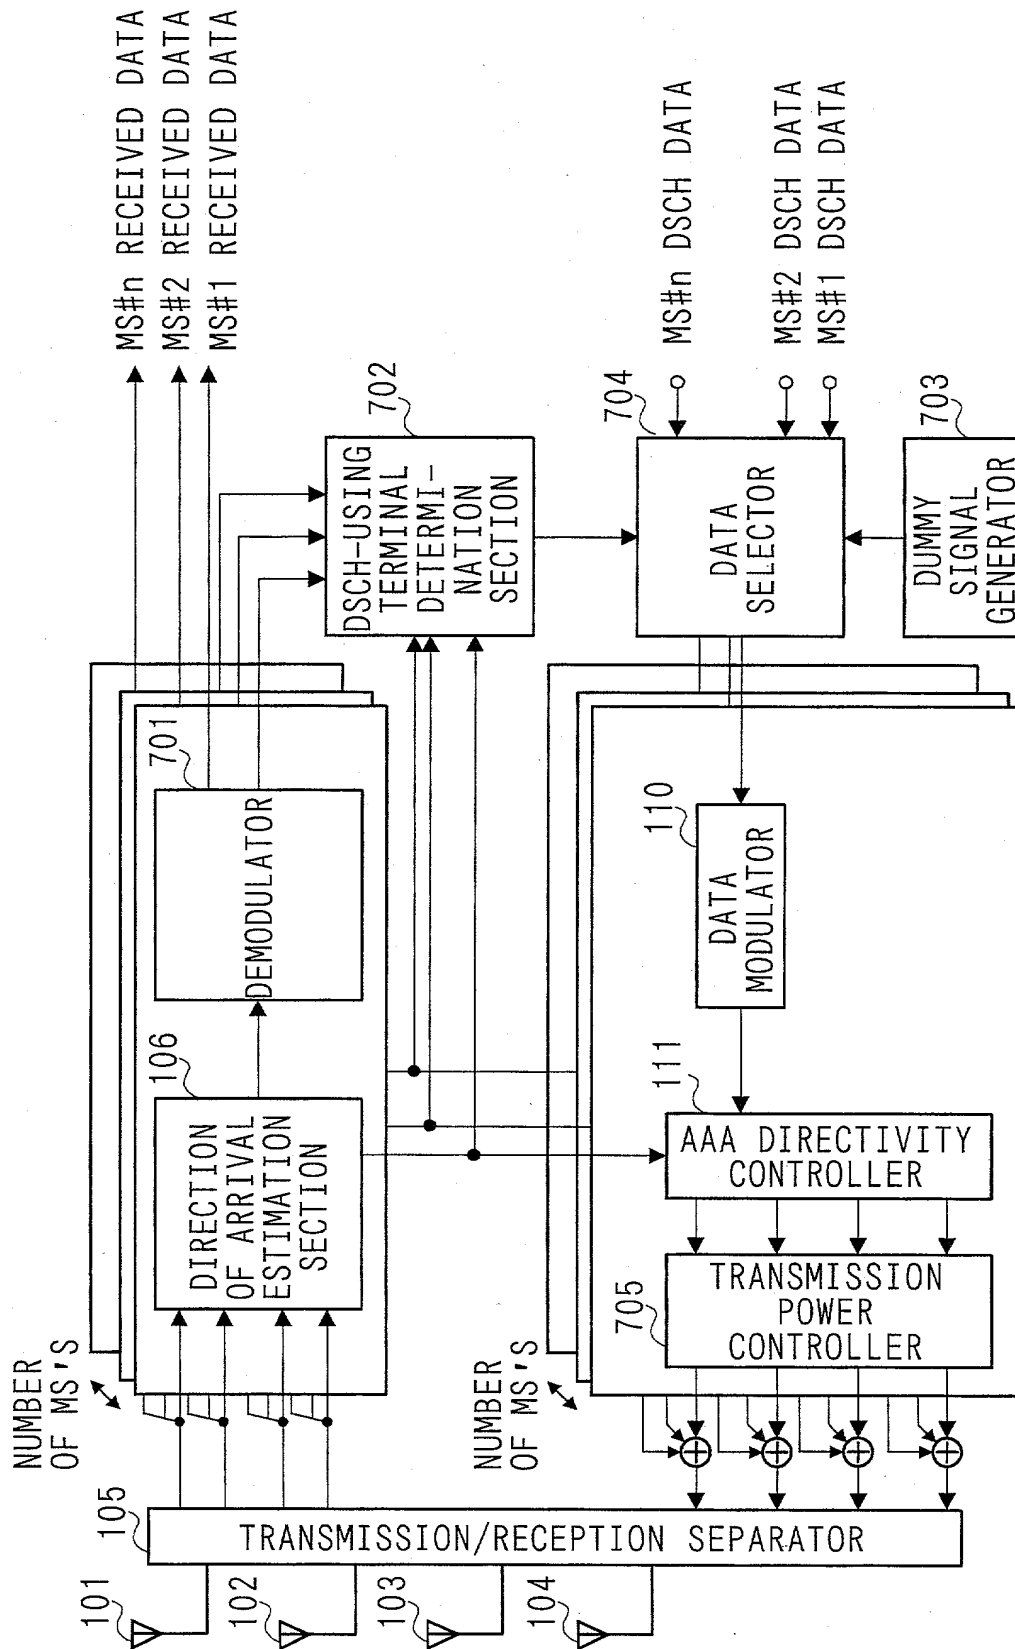 MS#n RECEIVED DATA
MS#2 RECEIVED DATA
MS#1 RECEIVED DATA
NUMBER
OF MS'S
105
101
102
103
104
TRANSMISSION/RECEPTION SEPARATOR
106
DIRECTION
OF ARRIVAL
ESTIMATION
SECTION
701
DEMODULATOR
702
DSCH-USING
TERMINAL
DETERMI-
NATION
SECTION
704
DATA
SELECTOR
MS#n DSCH DATA
MS#2 DSCH DATA
MS#1 DSCH DATA
703
DUMMY
SIGNAL
GENERATOR
NUMBER
OF MS'S
705
TRANSMISSION
POWER
CONTROLLER
111
AAA DIRECTIVITY
CONTROLLER
110
DATA
MODULATOR